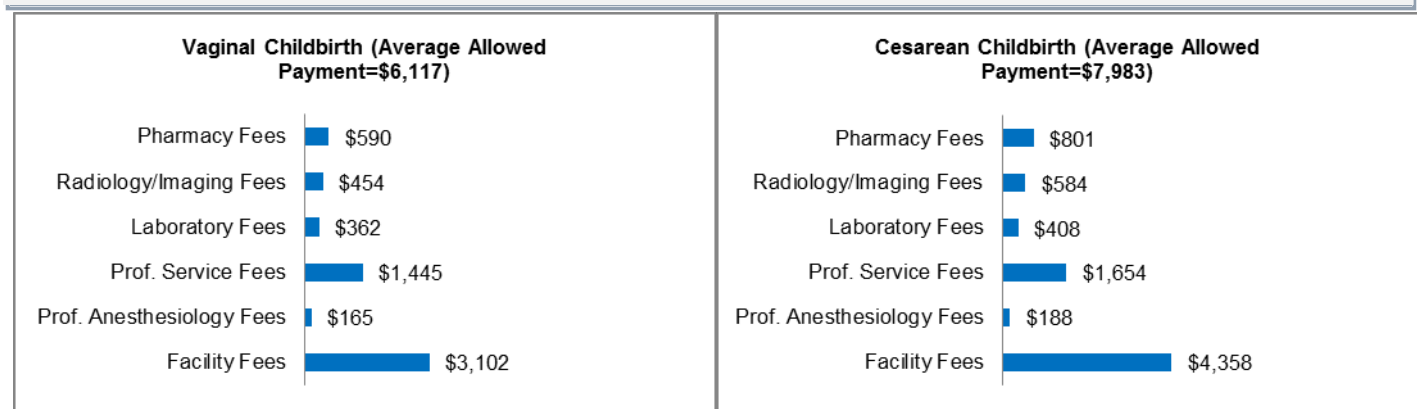 Vaginal Childbirth (Average Allowed
Payment=$6,117)
Pharmacy Fees $590
Radiology/Imaging Fees $454
Laboratory Fees $362
Prof. Service Fees $1,445
Prof. Anesthesiology Fees $165
Facility Fees $3,102
Cesarean Childbirth (Average Allowed
Payment=$7,983)
Pharmacy Fees $801
Radiology/Imaging Fees $584
Laboratory Fees $408
Prof. Service Fees $1,654
Prof. Anesthesiology Fees $188
Facility Fees $4,358